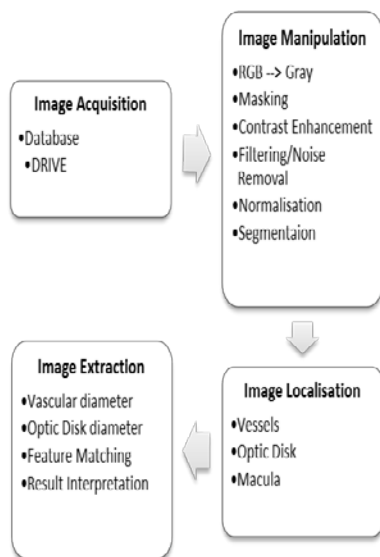 Image Acquisition
•Database
•DRIVE
Image Manipulation
•RGB --> Gray
•Masking
•Contrast Enhancement
•Filtering/Noise
Removal
•Normalisation
•Segmentaion
Image Localisation
•Vessels
•Optic Disk
•Macula
Image Extraction
•Vascular diameter
•Optic Disk diameter
•Feature Matching
•Result Interpretation